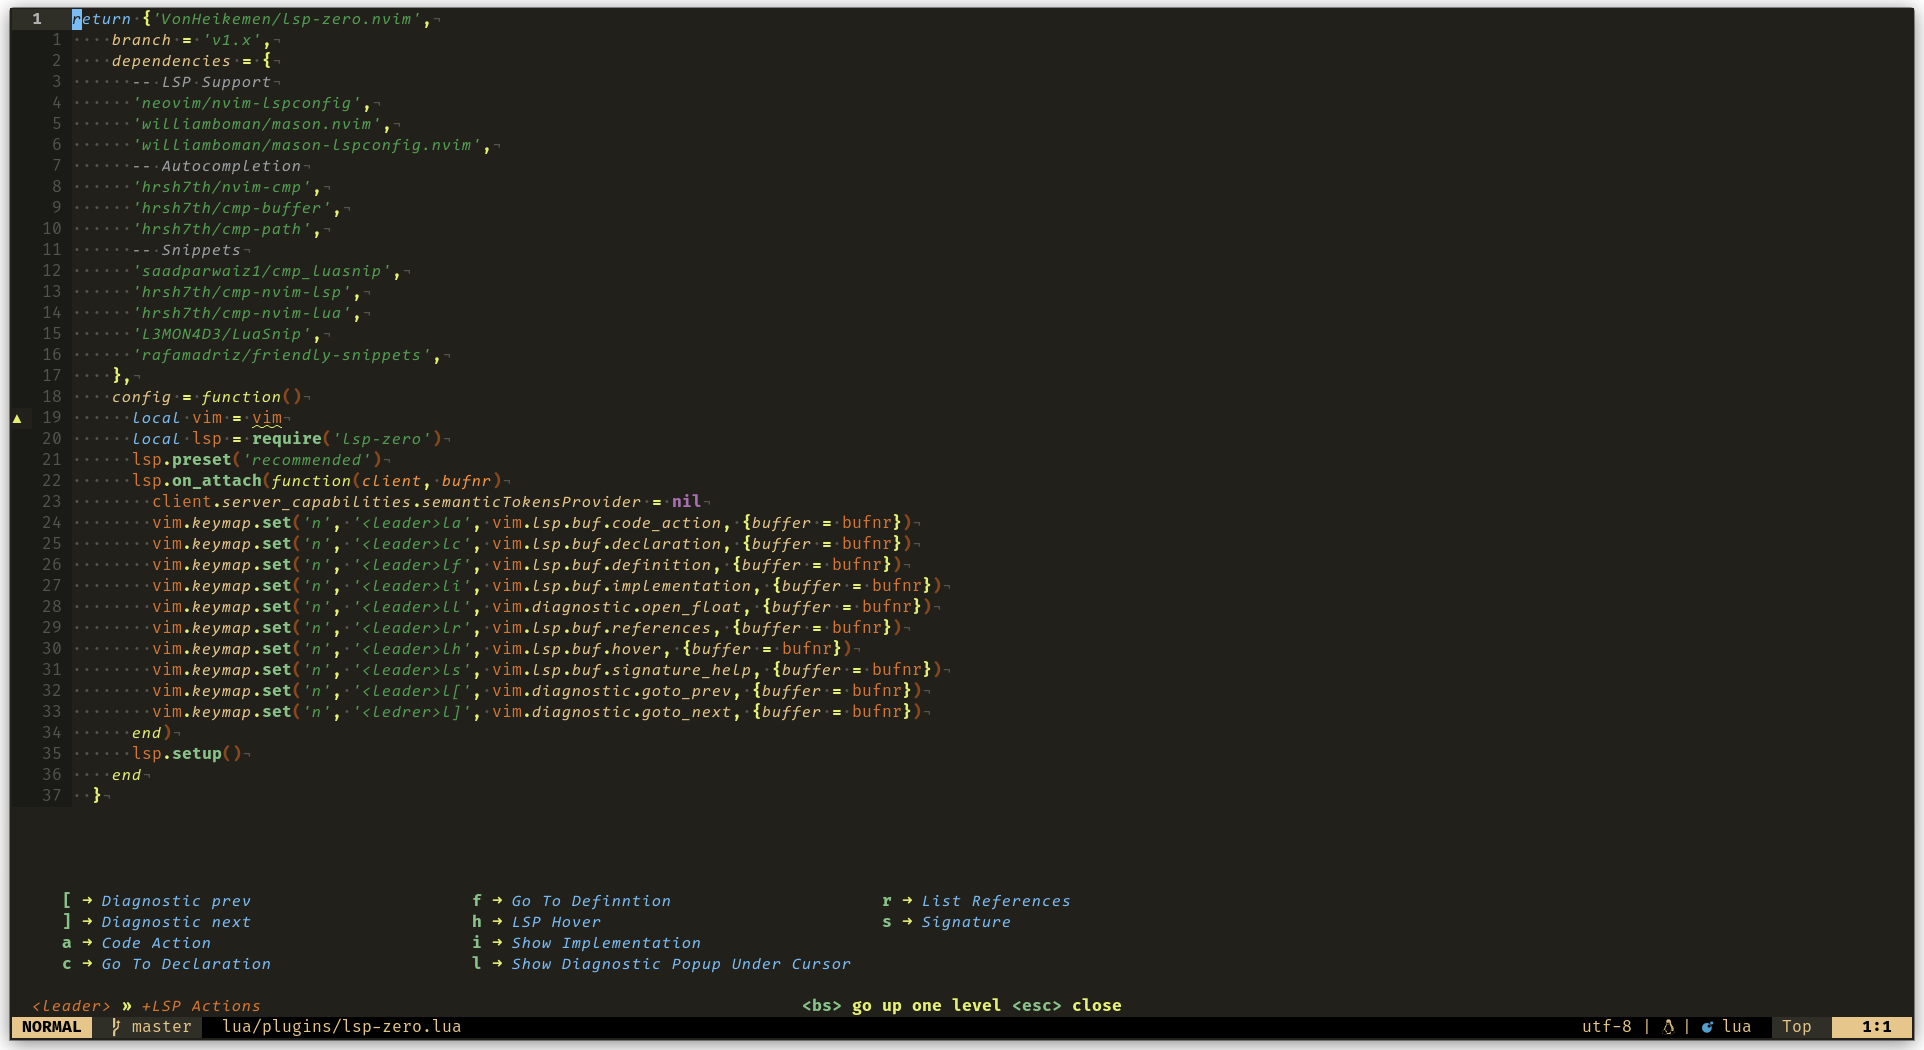 1 return {'VonHeikemen/lsp-zero.nvim',¬
1 ····branch = 'v1.x',¬
2 ····dependencies = {¬
3 ······-- LSP Support¬
4 ······'neovim/nvim-lspconfig',¬
5 ······'williamboman/mason.nvim',¬
6 ······'williamboman/mason-lspconfig.nvim',¬
7 ······-- Autocompletion¬
8 ······'hrsh7th/nvim-cmp',¬
9 ······'hrsh7th/cmp-buffer',¬
10 ······'hrsh7th/cmp-path',¬
11 ······-- Snippets¬
12 ······'saadparwaiz1/cmp_luasnip',¬
13 ······'hrsh7th/cmp-nvim-lsp',¬
14 ······'hrsh7th/cmp-nvim-lua',¬
15 ······'L3MON4D3/LuaSnip',¬
16 ······'rafamadriz/friendly-snippets',¬
17 ····},¬
18 ····config = function()¬
▲ 19 ······local vim = vim¬
20 ······local lsp = require('lsp-zero')¬
21 ······lsp.preset('recommended')¬
22 ······lsp.on_attach(function(client, bufnr)¬
23 ········client.server_capabilities.semanticTokensProvider = nil¬
24 ········vim.keymap.set('n', '<leader>la', vim.lsp.buf.code_action, {buffer = bufnr})¬
25 ········vim.keymap.set('n', '<leader>lc', vim.lsp.buf.declaration, {buffer = bufnr})¬
26 ········vim.keymap.set('n', '<leader>lf', vim.lsp.buf.definition, {buffer = bufnr})¬
27 ········vim.keymap.set('n', '<leader>li', vim.lsp.buf.implementation, {buffer = bufnr})¬
28 ········vim.keymap.set('n', '<leader>ll', vim.diagnostic.open_float, {buffer = bufnr})¬
29 ········vim.keymap.set('n', '<leader>lr', vim.lsp.buf.references, {buffer = bufnr})¬
30 ········vim.keymap.set('n', '<leader>lh', vim.lsp.buf.hover, {buffer = bufnr})¬
31 ········vim.keymap.set('n', '<leader>ls', vim.lsp.buf.signature_help, {buffer = bufnr})¬
32 ········vim.keymap.set('n', '<leader>l[', vim.diagnostic.goto_prev, {buffer = bufnr})¬
33 ········vim.keymap.set('n', '<ledrer>l]', vim.diagnostic.goto_next, {buffer = bufnr})¬
34 ······end)¬
35 ······lsp.setup()¬
36 ····end¬
37 ··}¬
[ → Diagnostic prev f → Go To Definntion r → List References
] → Diagnostic next h → LSP Hover s → Signature
a → Code Action i → Show Implementation
c → Go To Declaration l → Show Diagnostic Popup Under Cursor
<leader> » +LSP Actions <bs> go up one level <esc> close
NORMAL master lua/plugins/lsp-zero.lua utf-8 | | lua Top 1:1